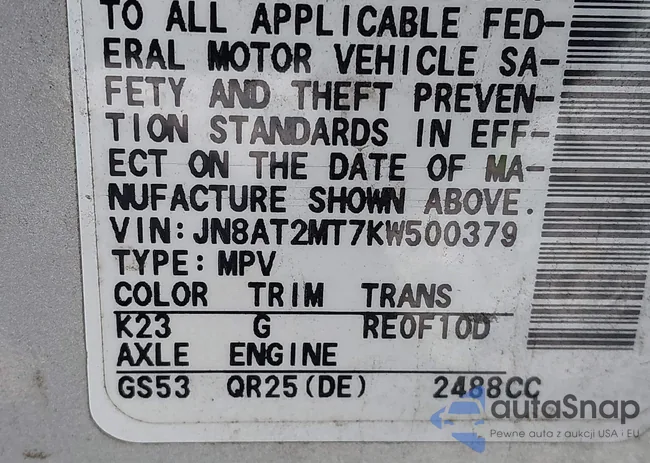 TO ALL APPLICABLE FED-
ERAL MOTOR VEHICLE SA-
FETY AND THEFT PREVEN-
TION STANDARDS IN EFF-
ECT ON THE DATE OF MA-
NUFACTURE SHOWN ABOVE.
VIN:JN8AT2MT7KW500379
TYPE:MPV
COLOR TRIM TRANS
K23 G RE0F10D
AXLE ENGINE
GS53 QR25(DE) 2488CC
autaSnap
Pewne auta z aukcji USA i EU